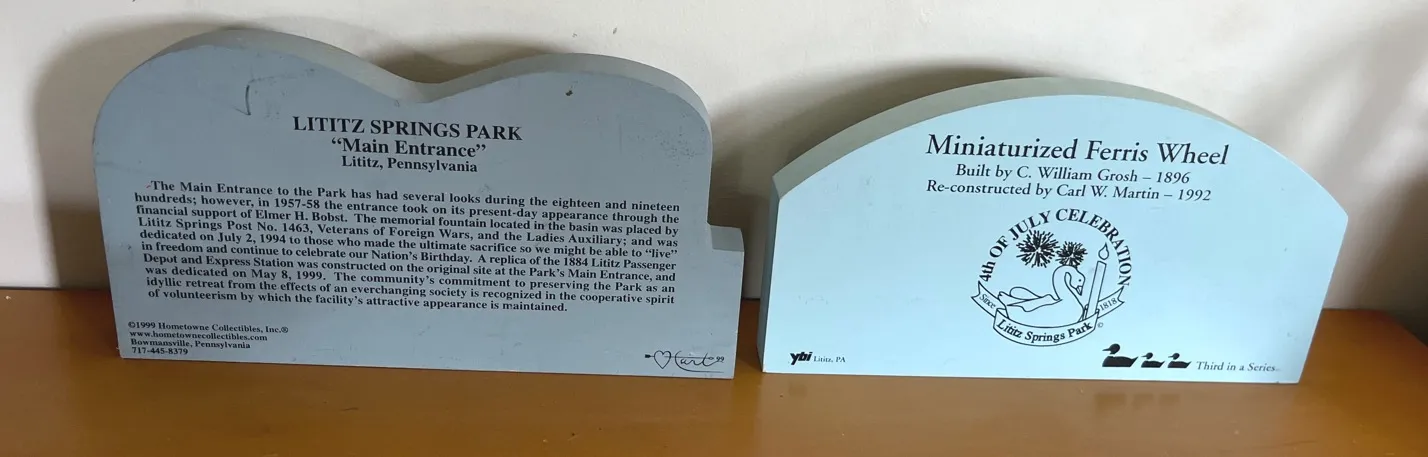 LITITZ SPRINGS PARK
“Main Entrance”
Lititz, Pennsylvania
The Main Entrance to the Park has had several looks during the eighteen and nineteen
hundreds; however, in 1957-58 the entrance took on its present-day appearance through the
financial support of Elmer H. Bobst. The memorial fountain located in the basin was placed by
Lititz Springs Post No. 1463, Veterans of Foreign Wars, and the Ladies Auxiliary; and was
dedicated on July 2, 1994 to those who made the ultimate sacrifice so we might be able to “live”
in freedom and continue to celebrate our Nation's Birthday. A replica of the 1884 Lititz Passenger
Depot and Express Station was constructed on the original site at the Park's Main Entrance, and
was dedicated on May 8, 1999. The community's commitment to preserving the Park as an
idyllic retreat from the effects of an everchanging society is recognized in the cooperative spirit
of volunteerism by which the facility's attractive appearance is maintained.
©1999 Hometowne Collectibles, Inc.®
www.hometownecollectibles.com
Bowmansville, Pennsylvania
717-445-8379
Hart 99
Miniaturized Ferris Wheel
Built by C. William Grosh – 1896
Re-constructed by Carl W. Martin – 1992
4th OF JULY CELEBRATION
Since 1818
Lititz Springs Park ©
ybi Lititz, PA
Third in a Series